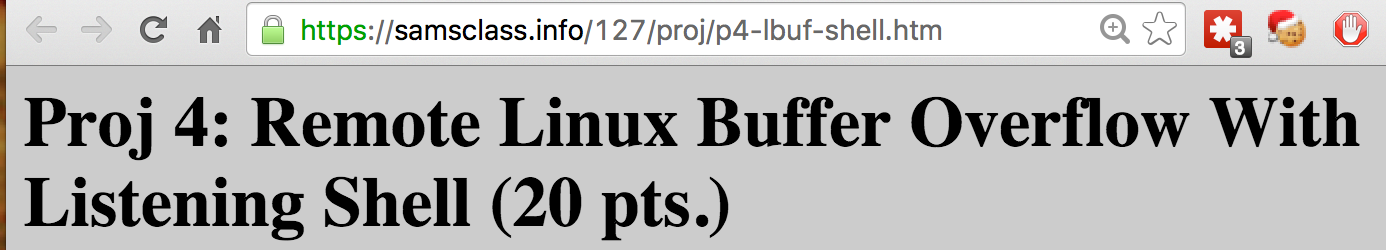 https://samsclass.info/127/proj/p4-lbuf-shell.htm
3
Proj 4: Remote Linux Buffer Overflow With
Listening Shell (20 pts.)